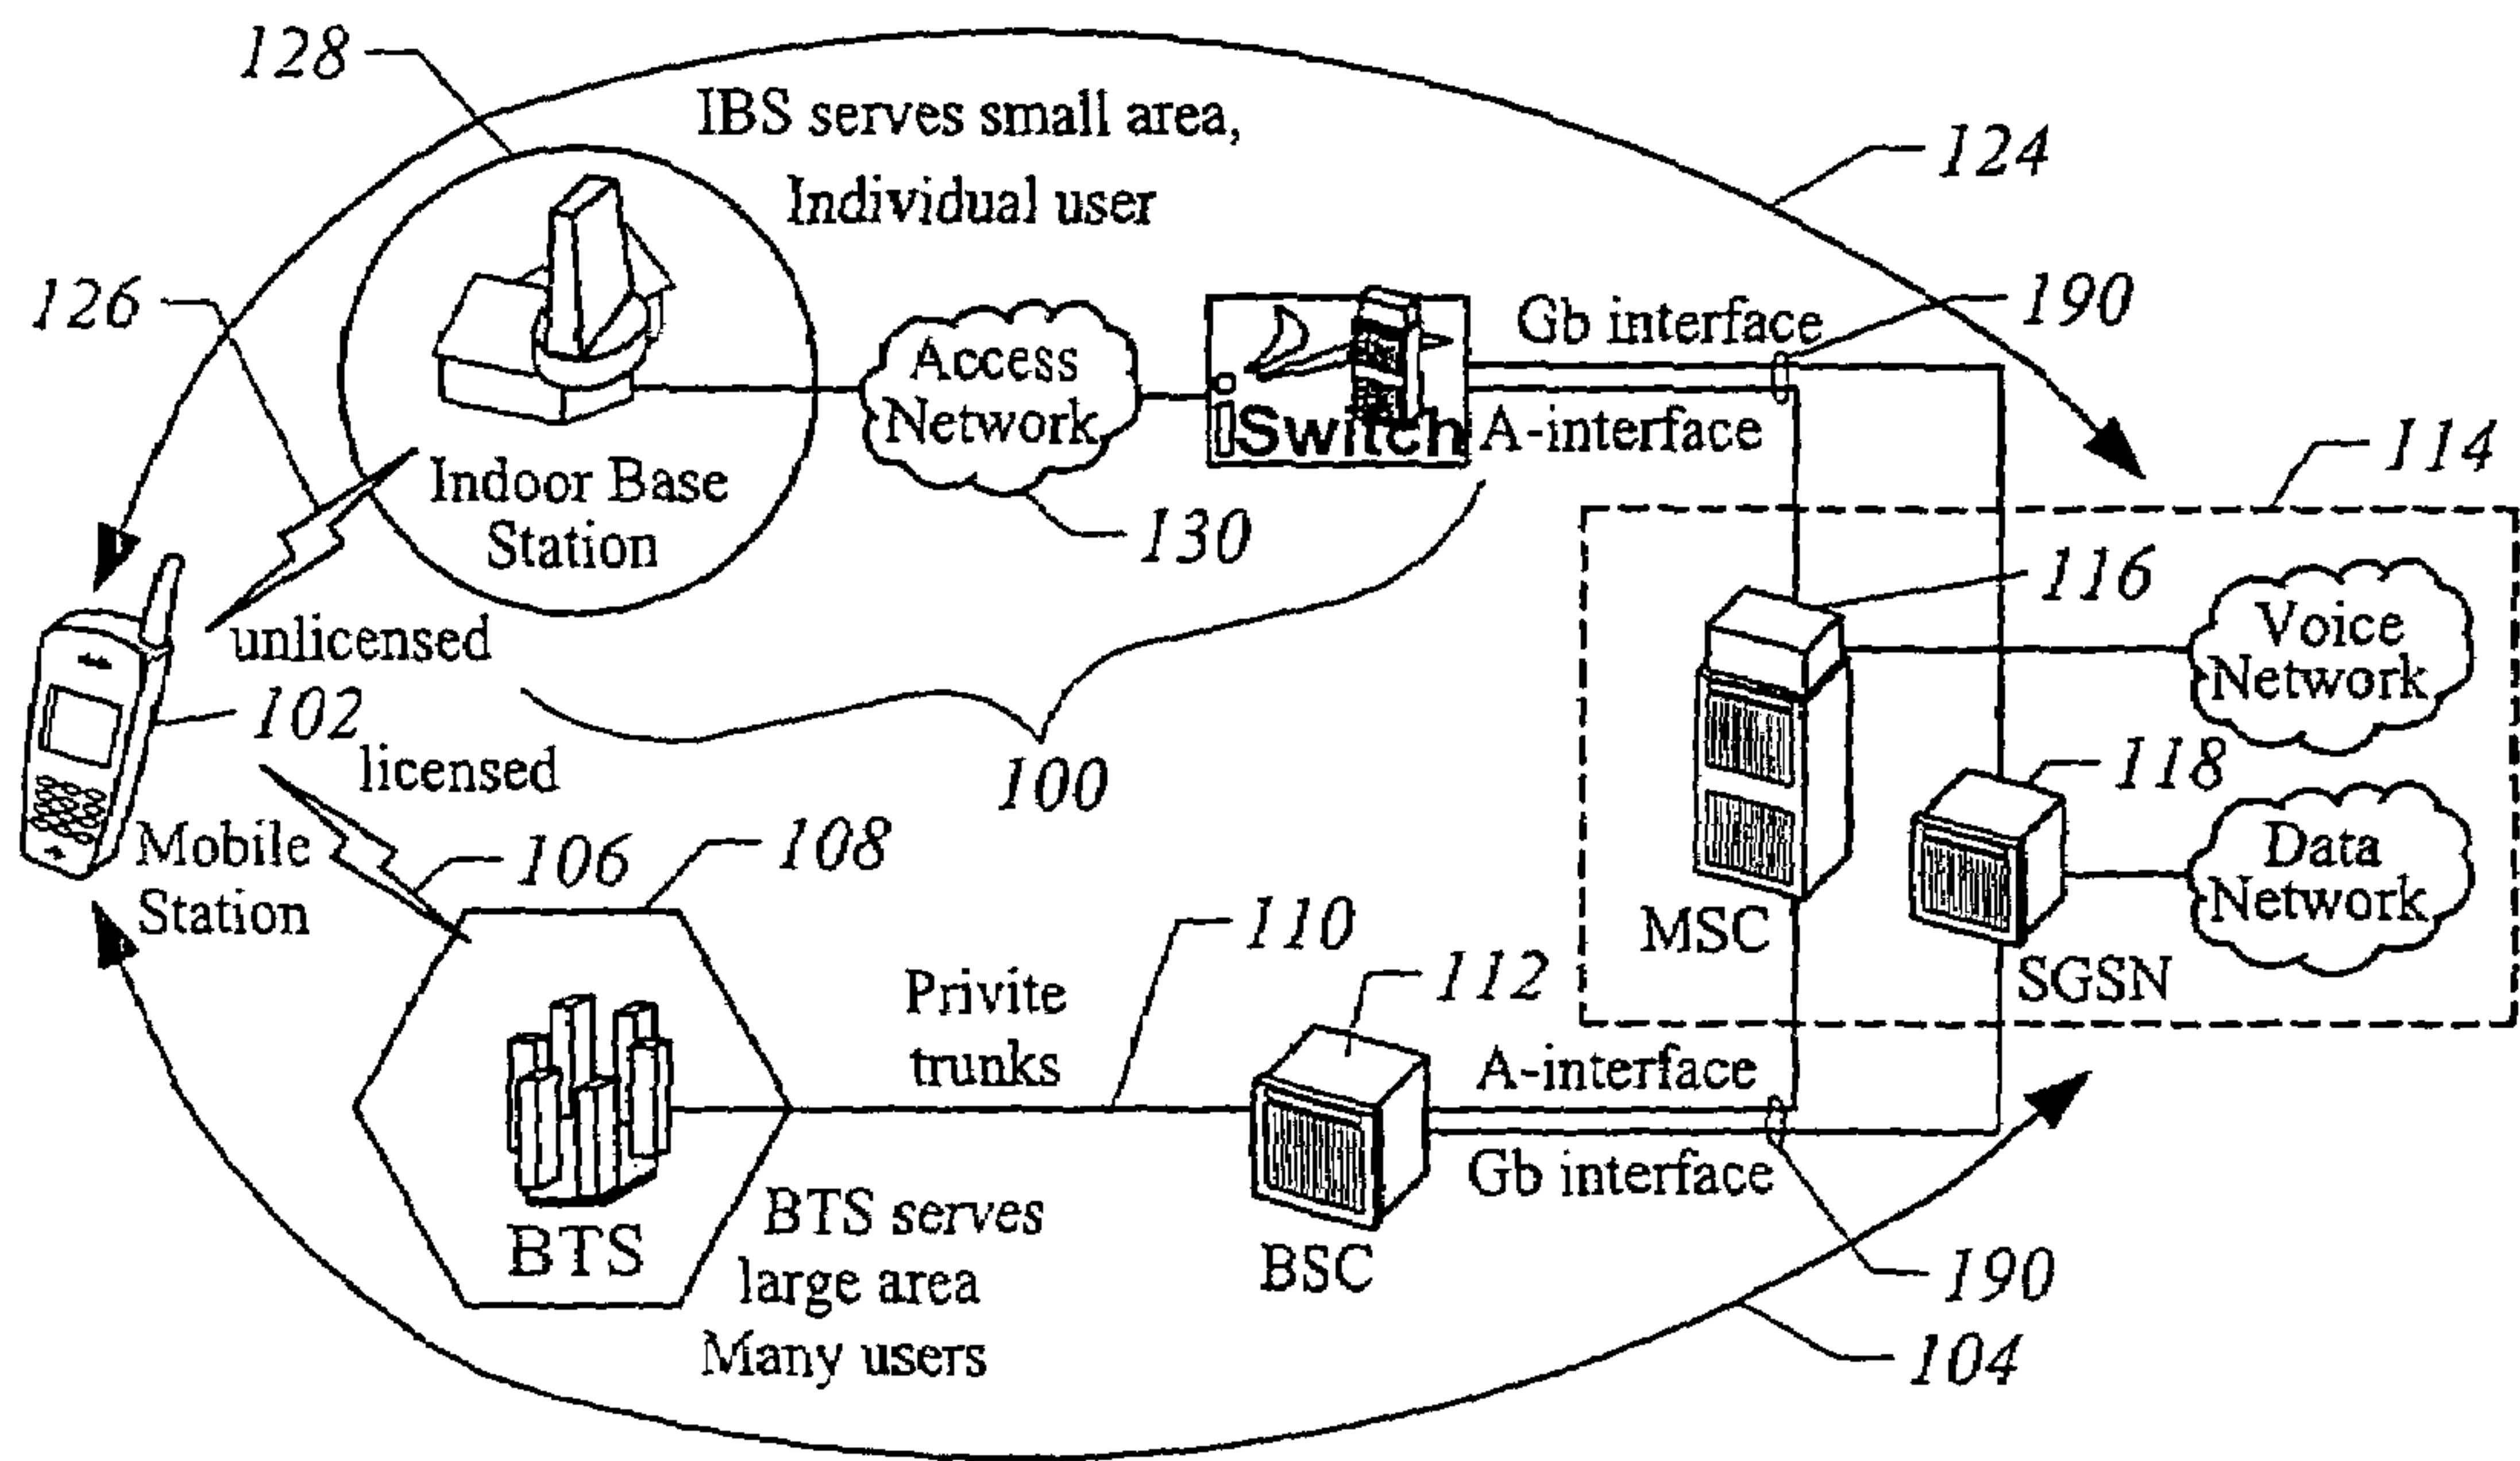 128
IBS serves small area,
Individual user
124
126
190
Gb interface
Access
Network
iSwitch
A-interface
114
Indoor Base
Station
130
116
unlicensed
Voice
Network
102
licensed
100
118
Mobile
Station
106
108
Data
Network
110
MSC
112
SGSN
Privite
trunks
A-interface
Gb interface
BTS
BTS serves
large area
Many users
BSC
190
104